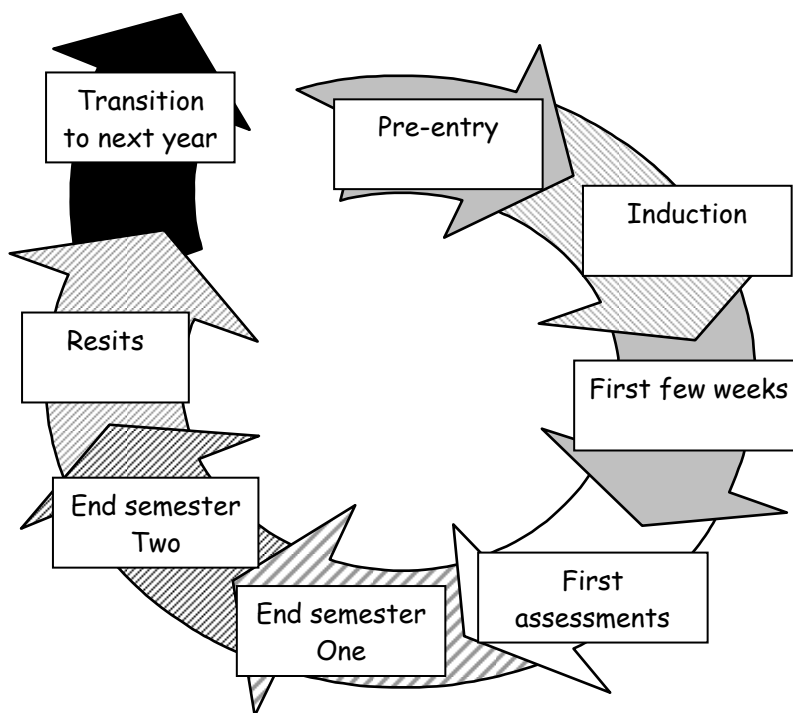 Pre-entry
Induction
First few weeks
First
assessments
End semester
One
End semester
Two
Resits
Transition
to next year